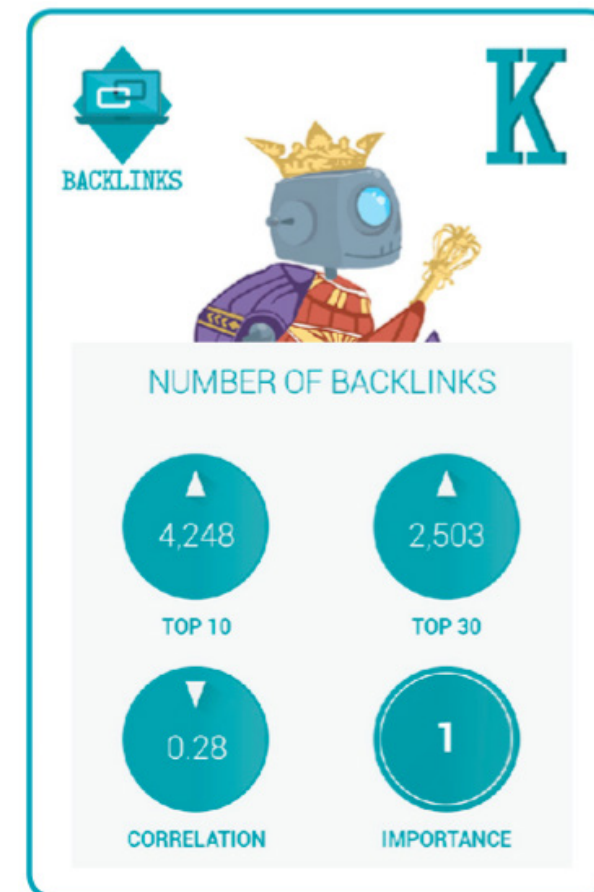 K
BACKLINKS
NUMBER OF BACKLINKS
4,248
2,503
TOP 10
TOP 30
0.28
1
CORRELATION
IMPORTANCE